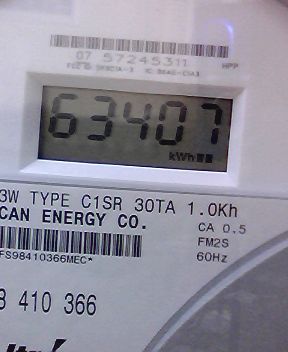 07 57245311
HPP
63407
kWh
3W TYPE C1SR 30TA 1.0Kh
CAN ENERGY CO.
CA 0.5
FM2S
60Hz
FS98410366MEC*
410 366